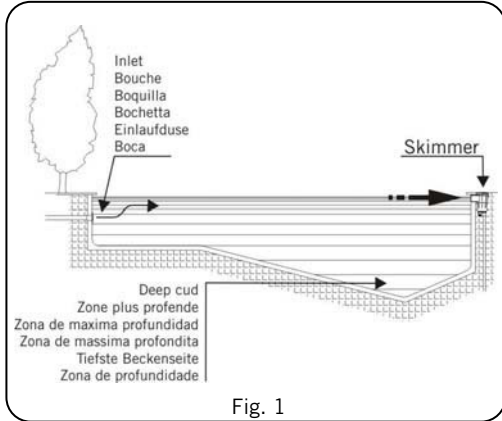 Inlet
Bouche
Boquilla
Bochetta
Einlaufduse
Boca
Skimmer
Deep cud
Zone plus profende
Zona de maxima profundidad
Zona de massima profondita
Tiefste Beckenseite
Zona de profundidade
Fig. 1